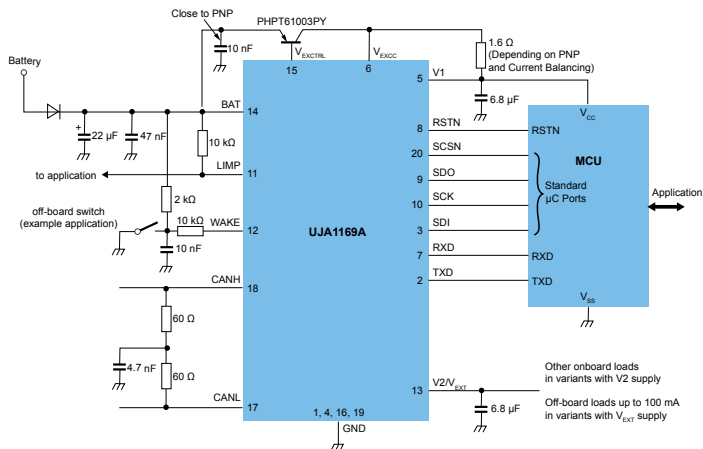 Close to PNP
PHPT61003PY
10 nF
VEXCTRL
VEXCC
15
6
1.6 Ω
(Depending on PNP
and Current Balancing)
Battery
5
V1
6.8 µF
BAT
14
22 µF
+
47 nF
10 kΩ
LIMP
11
to application
2 kΩ
off-board switch
(example application)
10 kΩ
WAKE
12
10 nF
UJA1169A
CANH
18
60 Ω
4.7 nF
60 Ω
CANL
17
1, 4, 16, 19
GND
8
RSTN
20
SCSN
9
SDO
10
SCK
3
SDI
7
RXD
2
TXD
13
V2/VEXT
6.8 µF
VCC
RSTN
MCU
Standard
µC Ports
RXD
TXD
VSS
Application
Other onboard loads
in variants with V2 supply
Off-board loads up to 100 mA
in variants with VEXT supply